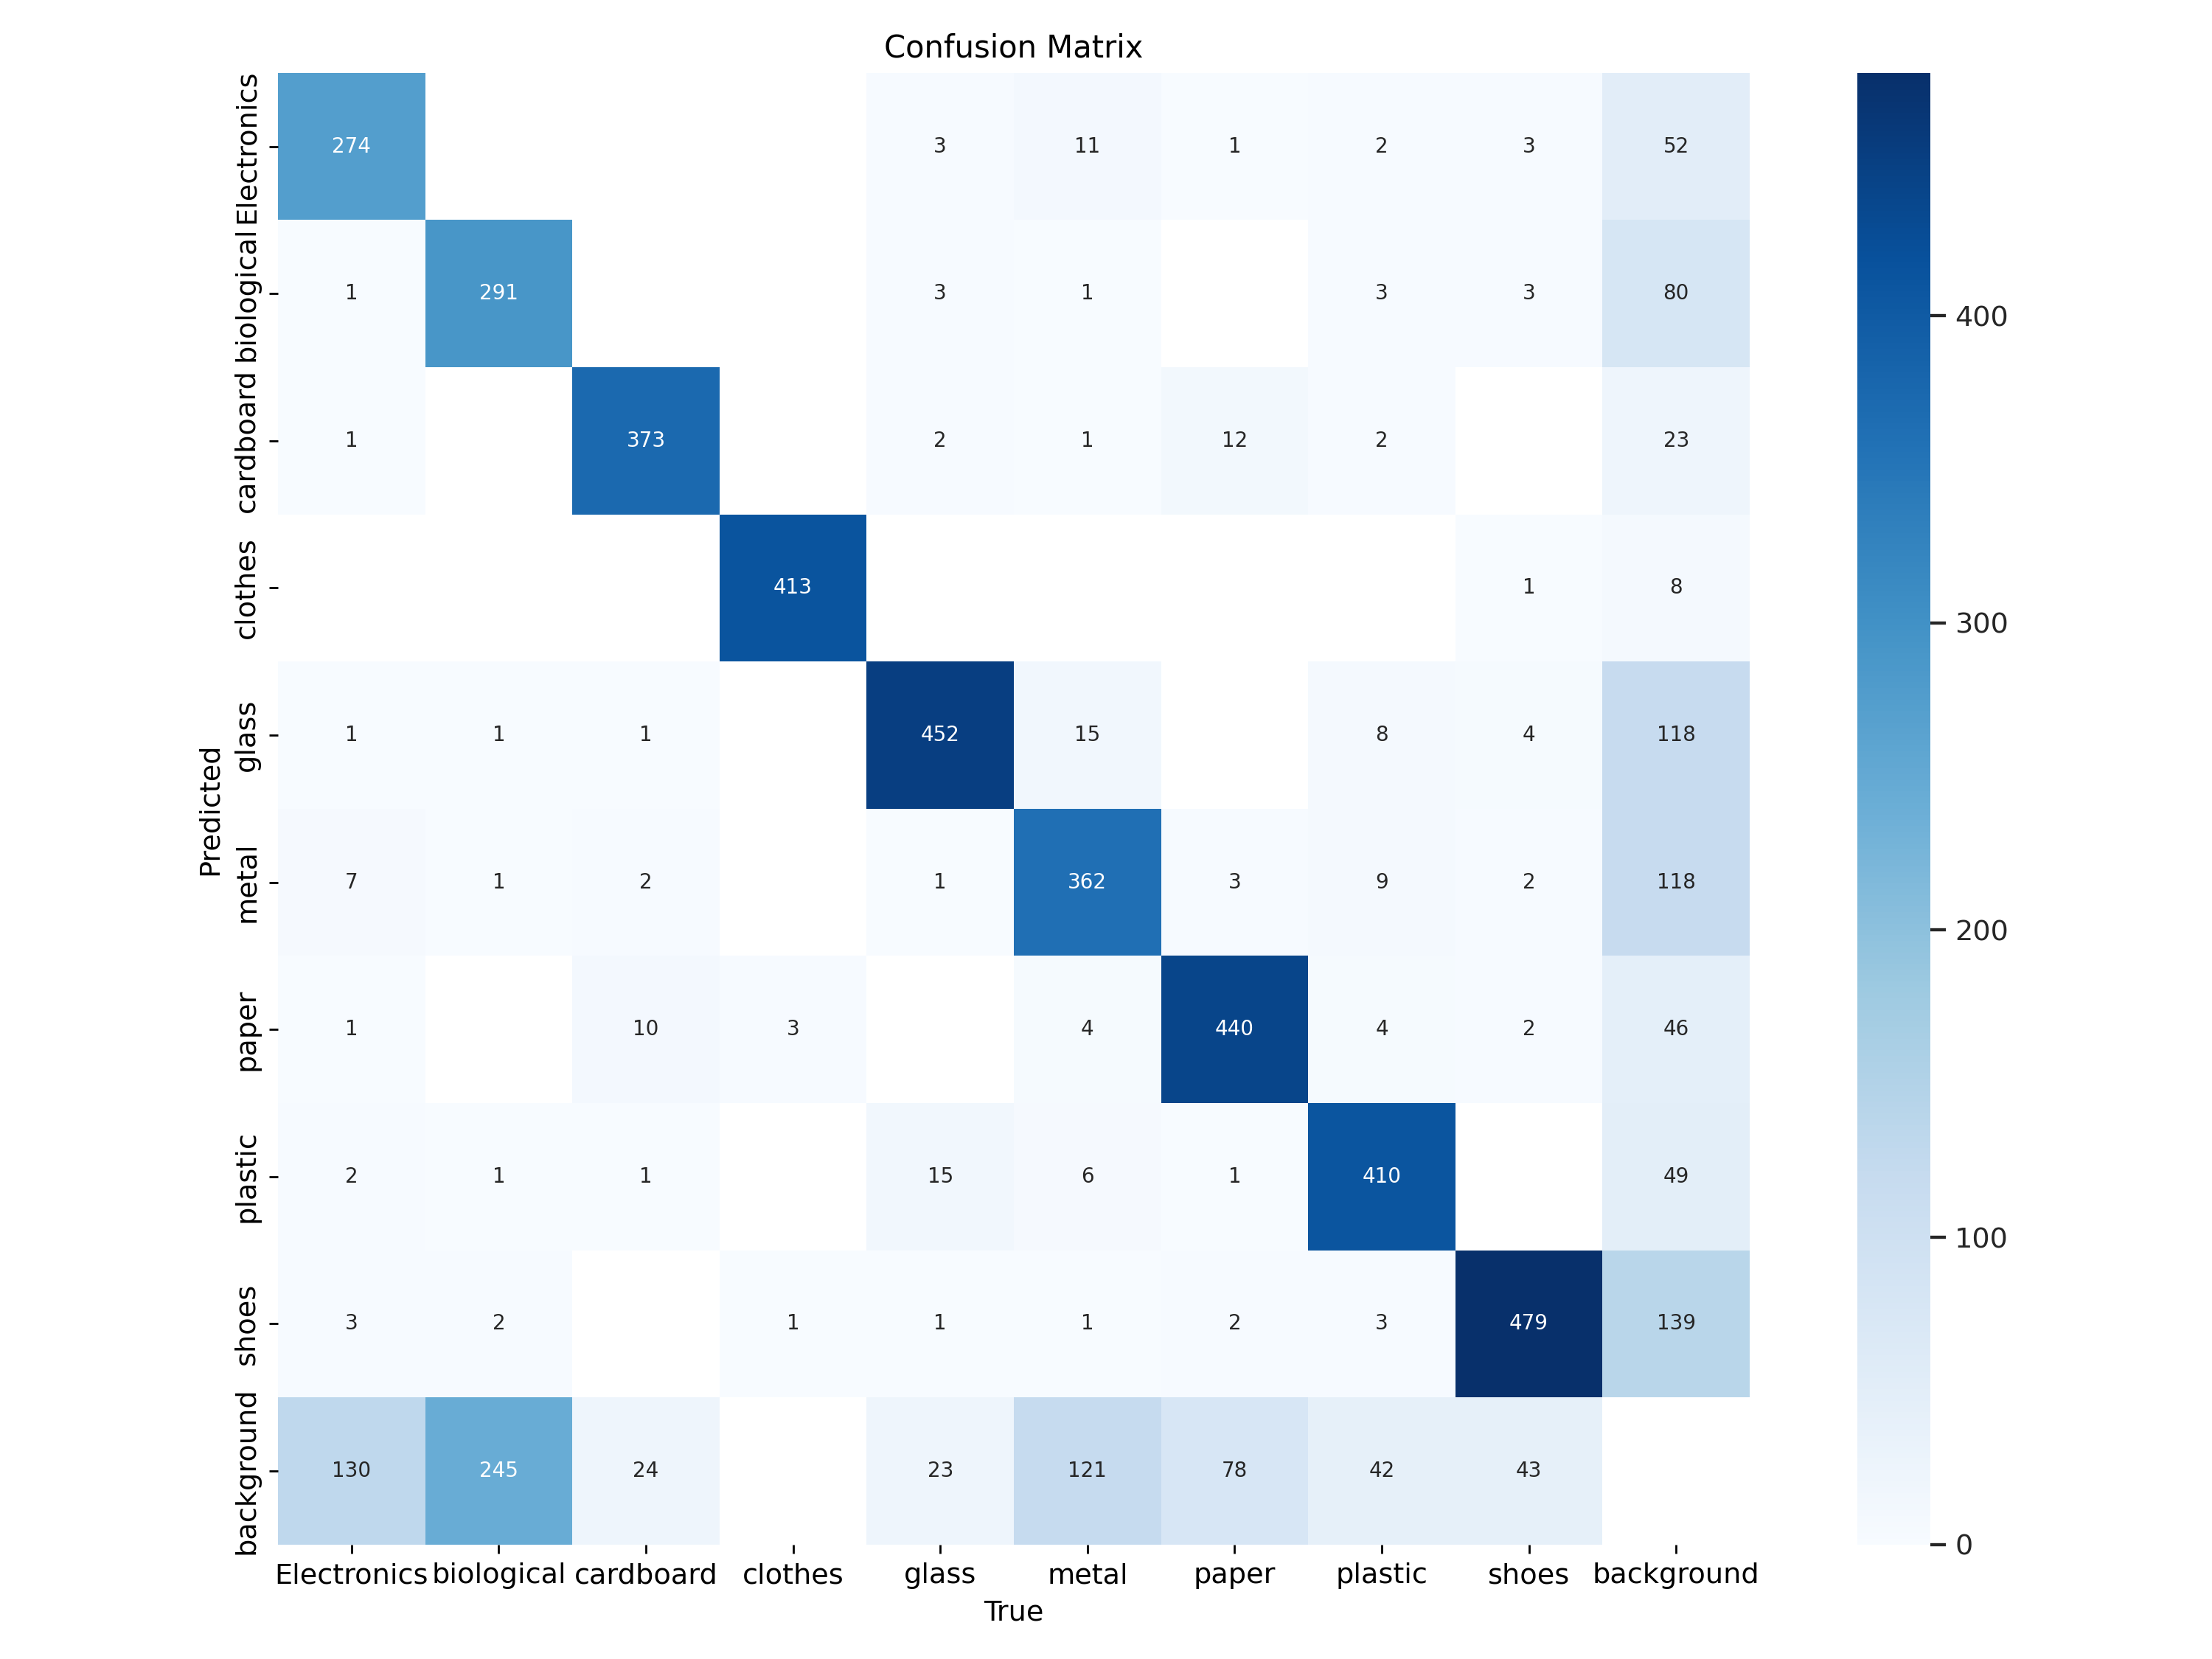 Confusion Matrix
Electronics 274 3 11 1 2 3 52
biological 1 291 3 1 3 3 80
cardboard 1 373 2 1 12 2 23
clothes 413 1 8
glass 1 1 1 452 15 8 4 118
metal 7 1 2 1 362 3 9 2 118
paper 1 10 3 4 440 4 2 46
plastic 2 1 1 15 6 1 410 49
shoes 3 2 1 1 1 2 3 479 139
background 130 245 24 23 121 78 42 43
Predicted
Electronics biological cardboard clothes glass metal paper plastic shoes background
True
400
300
200
100
0